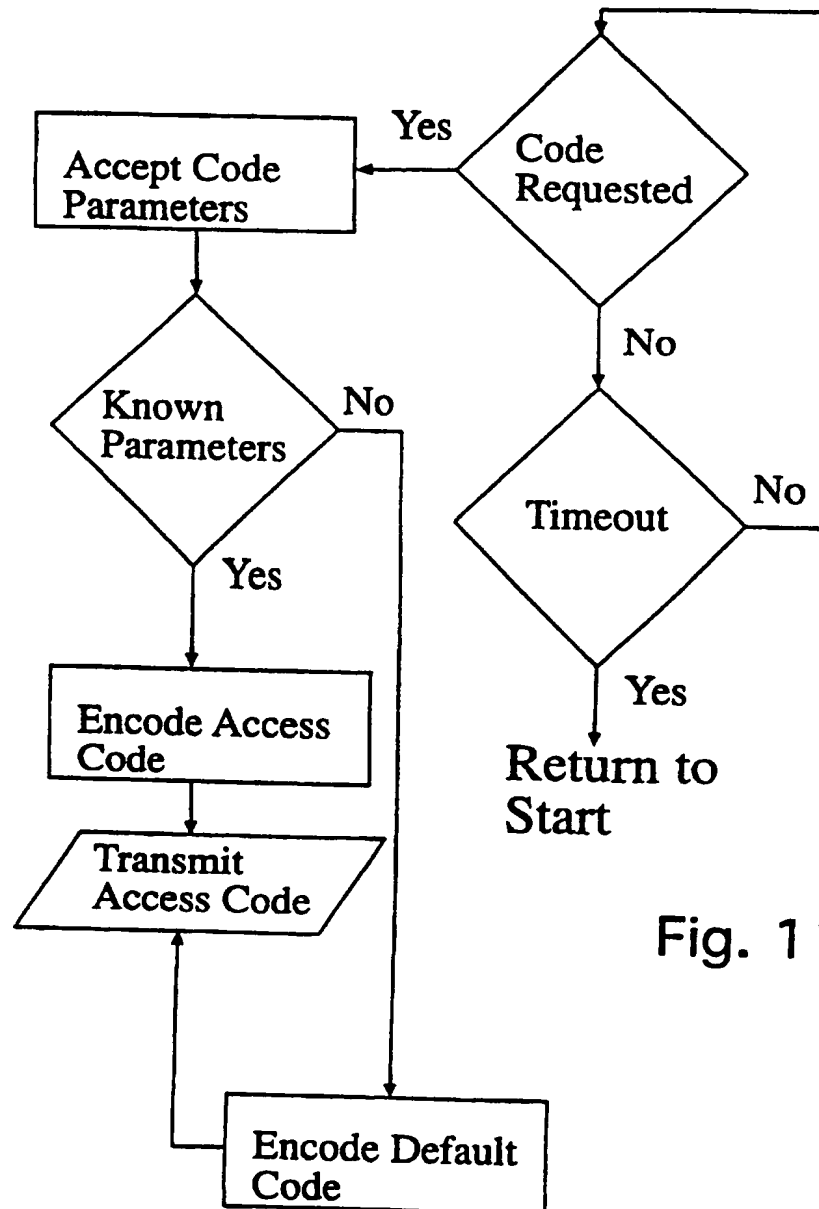 Yes
Code
Requested
Accept Code
Parameters
No
Known
Parameters
No
Timeout
No
Yes
Yes
Encode Access
Code
Return to
Start
Transmit
Access Code
Fig. 1
Encode Default
Code